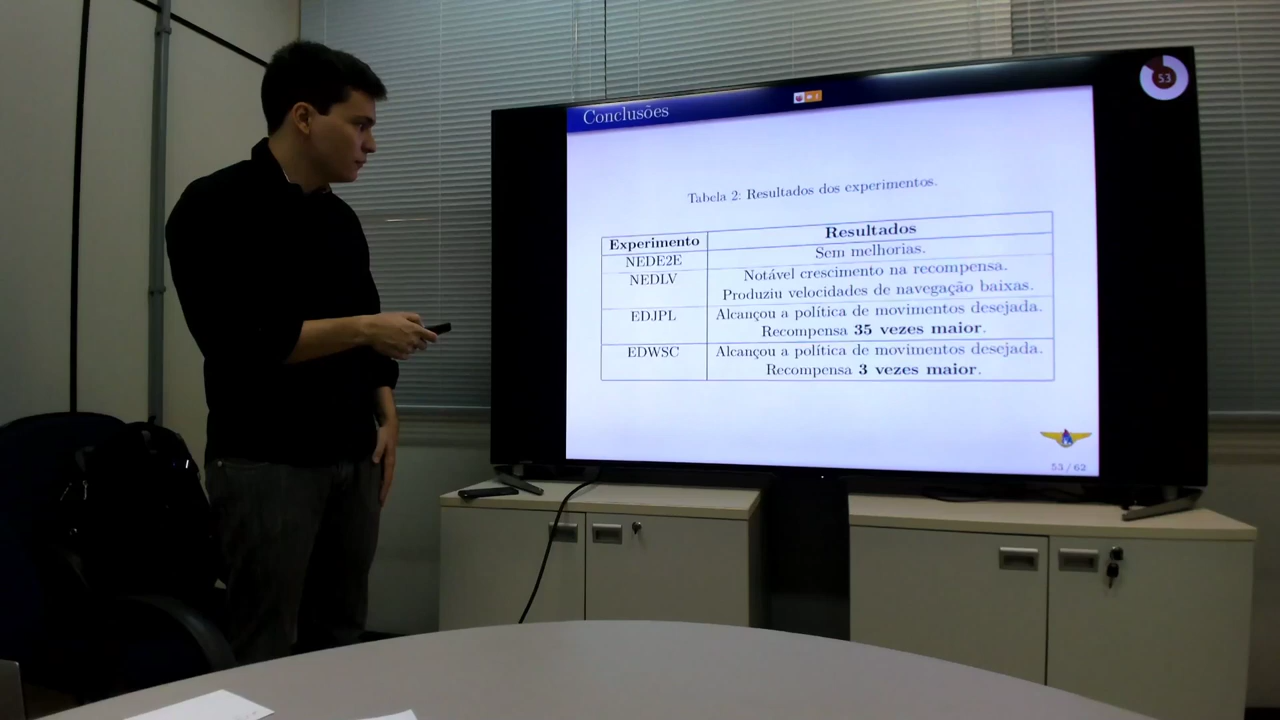 Conclusões
53
Tabela 2: Resultados dos experimentos.
Experimento Resultados
NEDE2E Sem melhorias.
NEDLV Notável crescimento na recompensa.
Produziu velocidades de navegação baixas.
EDJPL Alcançou a política de movimentos desejada.
Recompensa 35 vezes maior.
EDWSC Alcançou a política de movimentos desejada.
Recompensa 3 vezes maior.
53 / 62